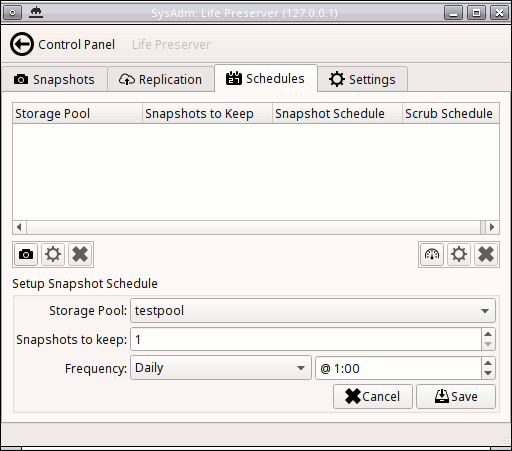 SysAdm: Life Preserver (127.0.0.1)
Control Panel Life Preserver
Snapshots Replication Schedules Settings
Storage Pool Snapshots to Keep Snapshot Schedule Scrub Schedule
Setup Snapshot Schedule
Storage Pool: testpool
Snapshots to keep: 1
Frequency: Daily @ 1:00
Cancel Save